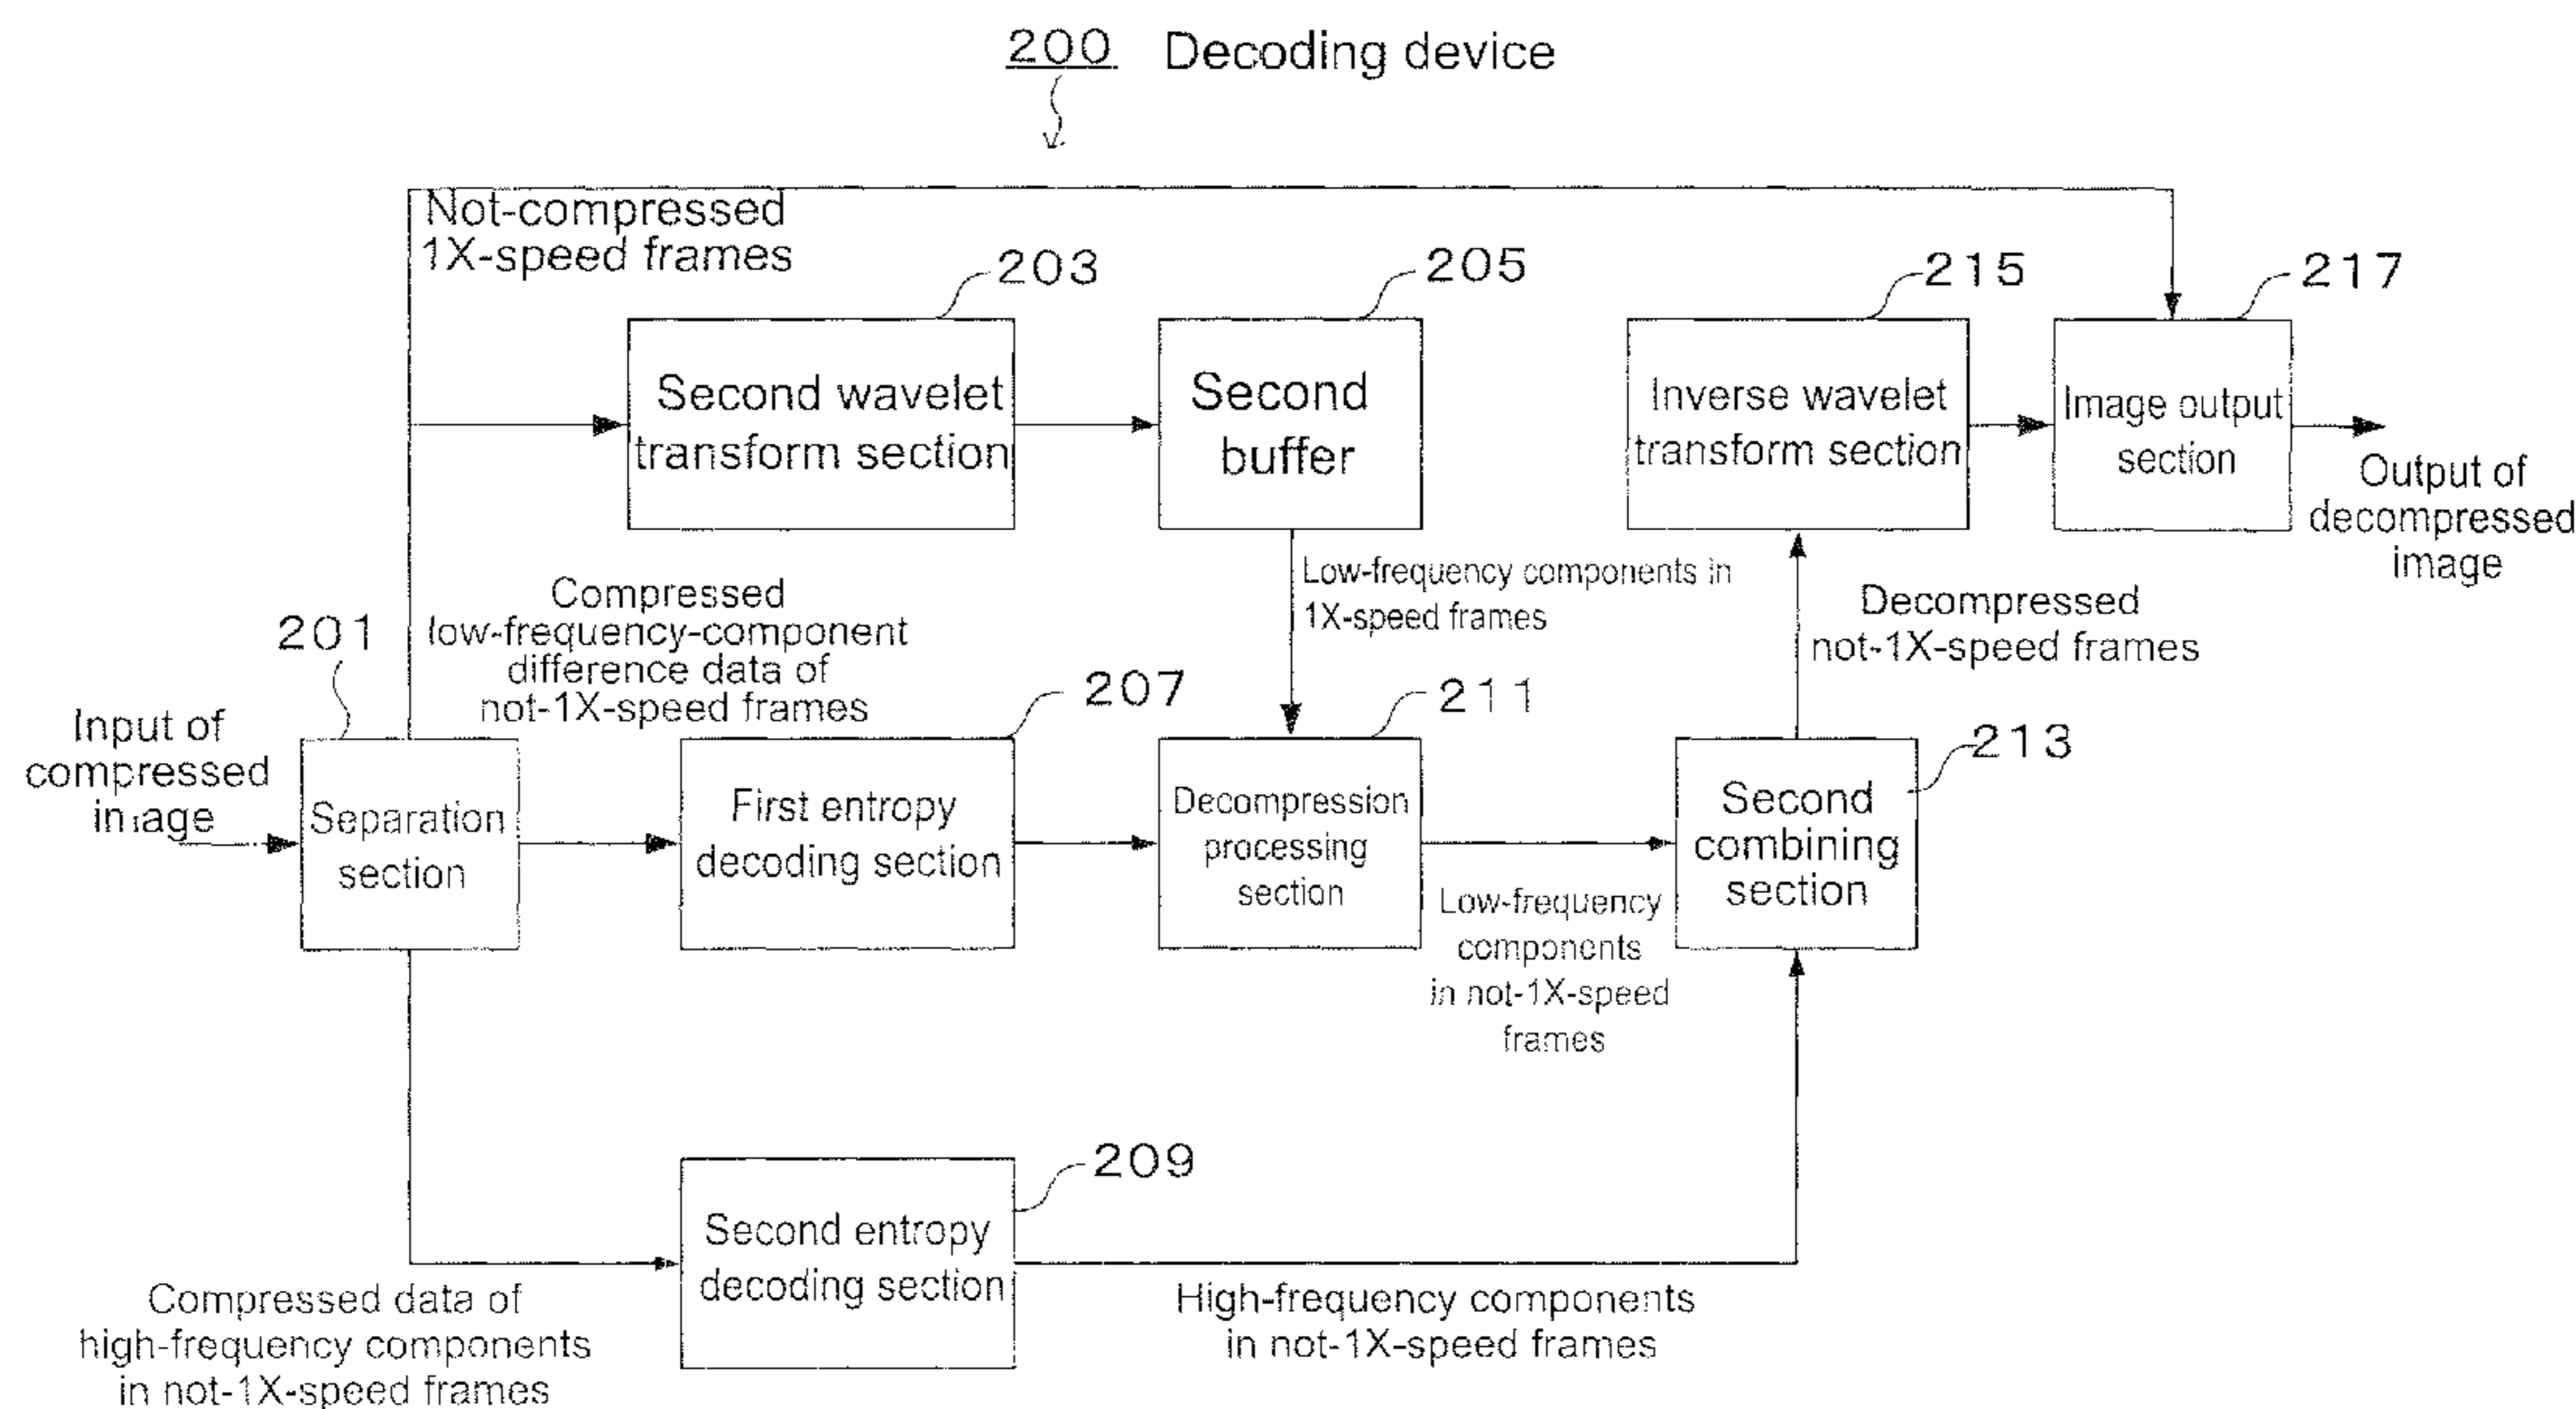 200 Decoding device
Not-compressed
1X-speed frames
203
205
215
217
Second wavelet
transform section
Second
buffer
Inverse wavelet
transform section
Image output
section
Output of
decompressed
image
Low-frequency components in
1X-speed frames
Decompressed
not-1X-speed frames
Compressed
low-frequency-component
difference data of
not-1X-speed frames
201
207
211
213
Input of
compressed
image
Separation
section
First entropy
decoding section
Decompression
processing
section
Second
combining
section
Low-frequency
components
in not-1X-speed
frames
209
Second entropy
decoding section
Compressed data of
high-frequency components
in not-1X-speed frames
High-frequency components
in not-1X-speed frames